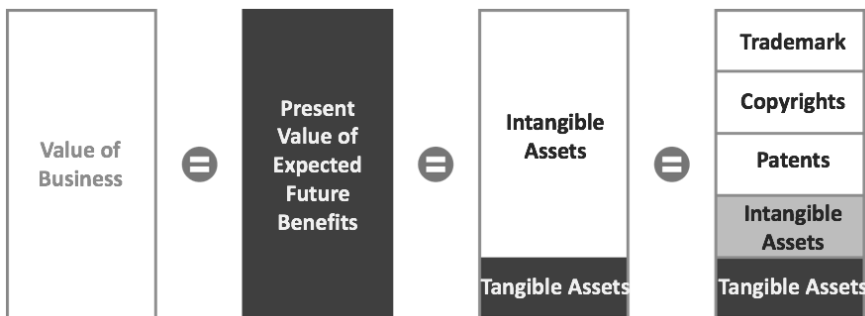 Value of
Business
=
Present
Value of
Expected
Future
Benefits
=
Intangible
Assets
Tangible Assets
=
Trademark
Copyrights
Patents
Intangible
Assets
Tangible Assets